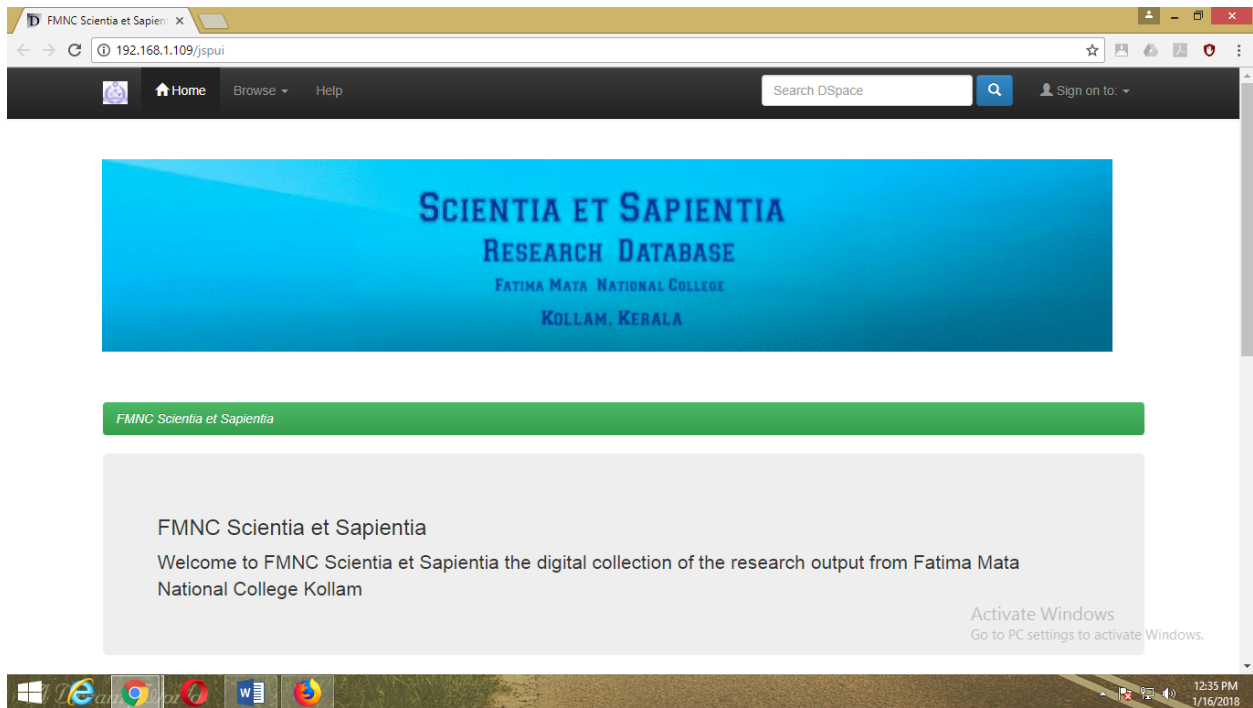 FMNC Scientia et Sapien
192.168.1.109/jspui
Home Browse Help Search DSpace Sign on to:
SCIENTIA ET SAPIENTIA
RESEARCH DATABASE
FATIMA MATA NATIONAL COLLEGE
KOLLAM, KERALA
FMNC Scientia et Sapientia
FMNC Scientia et Sapientia
Welcome to FMNC Scientia et Sapientia the digital collection of the research output from Fatima Mata
National College Kollam
Activate Windows
Go to PC settings to activate Windows.
12:35 PM
1/16/2018